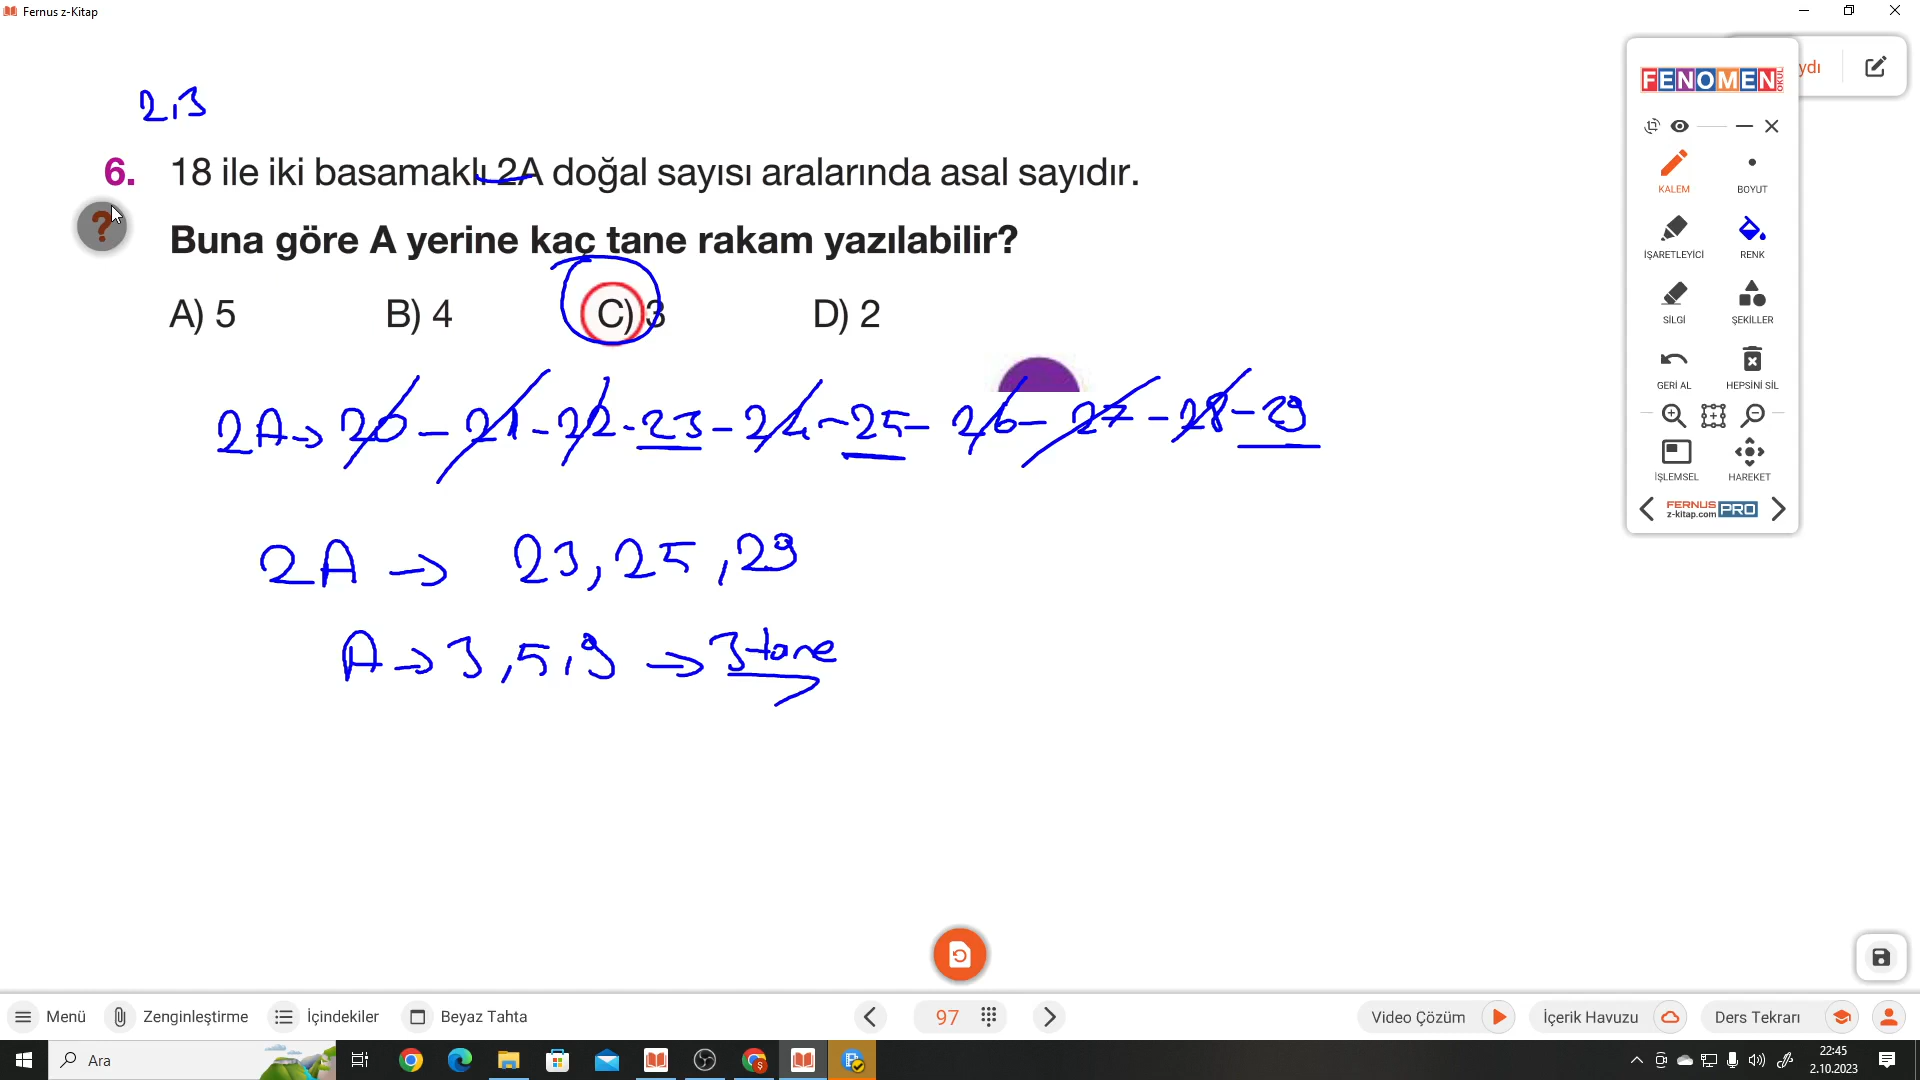 Fernus z-Kitap
2,3
6. 18 ile iki basamaklı 2A doğal sayısı aralarında asal sayıdır.
Buna göre A yerine kaç tane rakam yazılabilir?
A) 5 B) 4 C) 3 D) 2
2A → 20 - 21 - 22 - 23 - 24 - 25 - 26 - 27 - 28 - 29
2A → 23, 25, 29
A → 3, 5, 9 → 3 tane
ydı
FENOMEN OKUL
KALEM BOYUT
İŞARETLEYİCİ RENK
SİLGİ ŞEKİLLER
GERİ AL HEPSİNİ SİL
İŞLEMSEL HAREKET
FERNUS z-kitap.com PRO
Menü Zenginleştirme İçindekiler Beyaz Tahta 97 Video Çözüm İçerik Havuzu Ders Tekrarı
Ara
22:45
2.10.2023